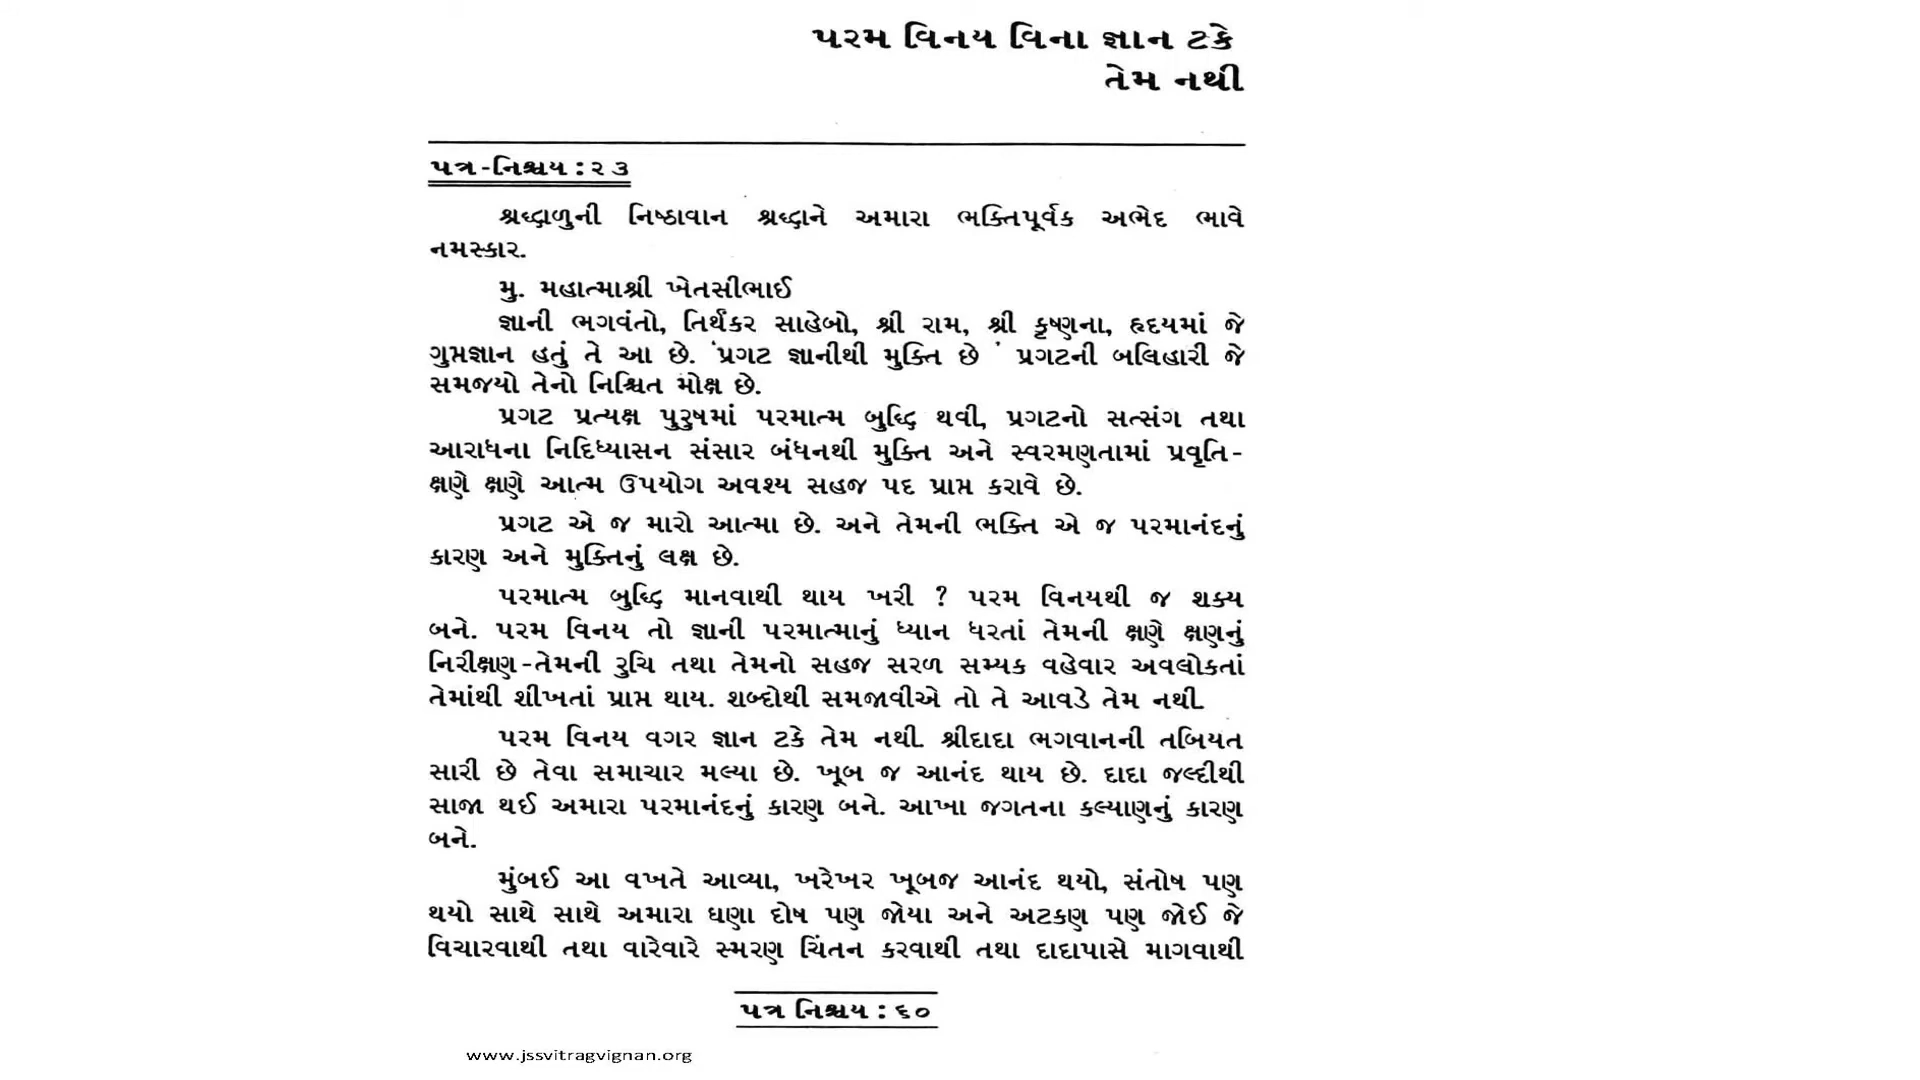 પરમ વિનય વિના જ્ઞાન ટકે
તેમ નથી
પત્ર -નિશ્ચય : ૨૩
શ્રદ્ધાળુની નિષ્ઠાવાન શ્રદ્ધાને અમારા ભક્તિપૂર્વક અભેદ ભાવે
નમસ્કાર.
મુ. મહાત્માશ્રી ખેતસીભાઈ
જ્ઞાની ભગવંતો, તિર્થંકર સાહેબો, શ્રી રામ, શ્રી કૃષ્ણના, હૃદયમાં જે
ગુપ્તજ્ઞાન હતું તે આ છે. 'પ્રગટ જ્ઞાનીથી મુક્તિ છે ' પ્રગટની બલિહારી જે
સમજયો તેનો નિશ્ચિત મોક્ષ છે.
પ્રગટ પ્રત્યક્ષ પુરુષમાં પરમાત્મ બુદ્ધિ થવી, પ્રગટનો સત્સંગ તથા
આરાધના નિદિધ્યાસન સંસાર બંધનથી મુક્તિ અને સ્વરમણતામાં પ્રવૃતિ-
ક્ષણે ક્ષણે આત્મ ઉપયોગ અવશ્ય સહજ પદ પ્રાપ્ત કરાવે છે.
પ્રગટ એ જ મારો આત્મા છે. અને તેમની ભક્તિ એ જ પરમાનંદનું
કારણ અને મુક્તિનું લક્ષ છે.
પરમાત્મ બુદ્ધિ માનવાથી થાય ખરી ? પરમ વિનયથી જ શક્ય
બને. પરમ વિનય તો જ્ઞાની પરમાત્માનું ધ્યાન ધરતાં તેમની ક્ષણે ક્ષણનું
નિરીક્ષણ-તેમની રુચિ તથા તેમનો સહજ સરળ સમ્યક વહેવાર અવલોકતાં
તેમાંથી શીખતાં પ્રાપ્ત થાય. શબ્દોથી સમજાવીએ તો તે આવડે તેમ નથી.
પરમ વિનય વગર જ્ઞાન ટકે તેમ નથી. શ્રીદાદા ભગવાનની તબિયત
સારી છે તેવા સમાચાર મલ્યા છે. ખૂબ જ આનંદ થાય છે. દાદા જલ્દીથી
સાજા થઈ અમારા પરમાનંદનું કારણ બને. આખા જગતના કલ્યાણનું કારણ
બને.
મુંબઈ આ વખતે આવ્યા, ખરેખર ખૂબજ આનંદ થયો, સંતોષ પણ
થયો સાથે સાથે અમારા ઘણા દોષ પણ જોયા અને અટકણ પણ જોઈ જે
વિચારવાથી તથા વારેવારે સ્મરણ ચિંતન કરવાથી તથા દાદાપાસે માગવાથી
પત્ર નિશ્ચય : ૬૦
www.jssvitragvignan.org